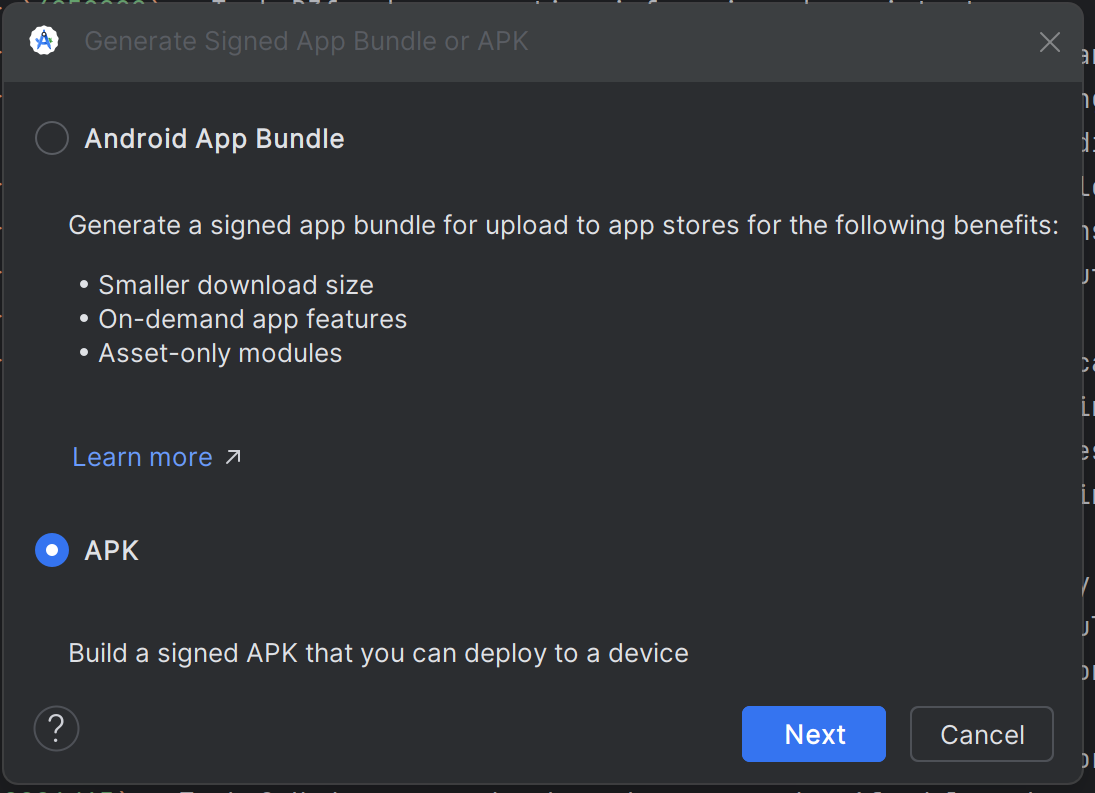 Generate Signed App Bundle or APK
Android App Bundle
Generate a signed app bundle for upload to app stores for the following benefits:
• Smaller download size
• On-demand app features
• Asset-only modules
Learn more ↗
APK
Build a signed APK that you can deploy to a device
?
Next
Cancel